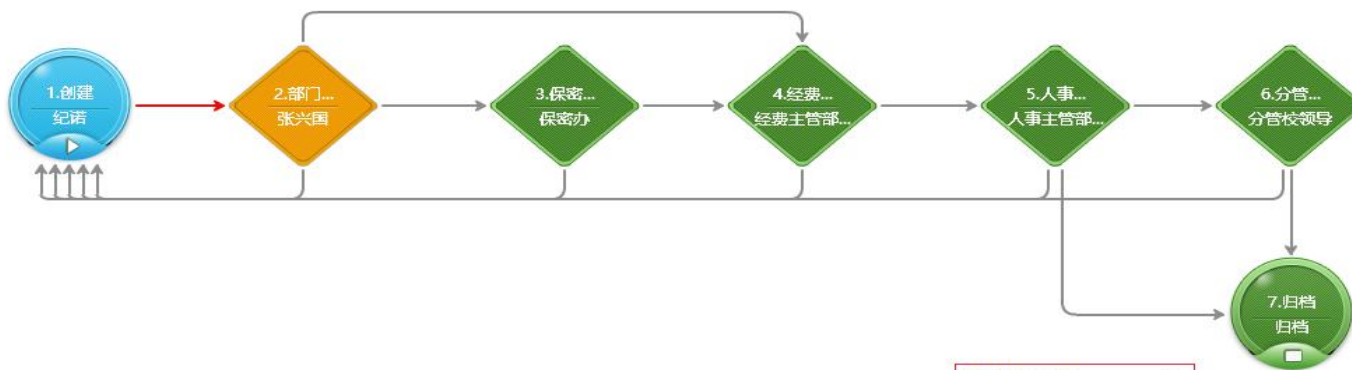 1.创建
纪诺
2.部门...
张兴国
3.保密...
保密办
4.经费...
经费主管部...
5.人事...
人事主管部...
6.分管...
分管校领导
7.归档
归档